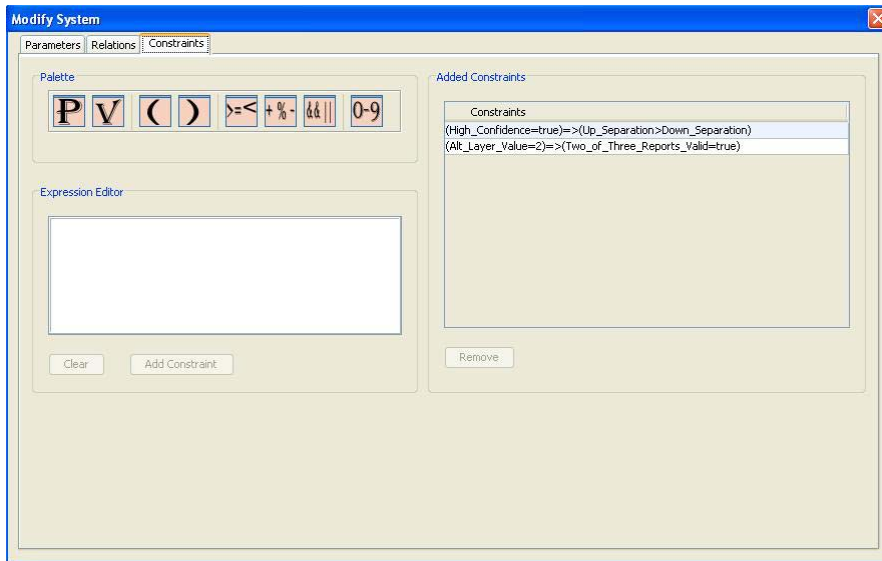 Modify System
Parameters Relations Constraints
Palette
P V ( ) >=< +%- &&|| 0-9
Expression Editor
Clear Add Constraint
Added Constraints
Constraints
(High_Confidence=true)=>(Up_Separation>Down_Separation)
(Alt_Layer_Value=2)=>(Two_of_Three_Reports_Valid=true)
Remove